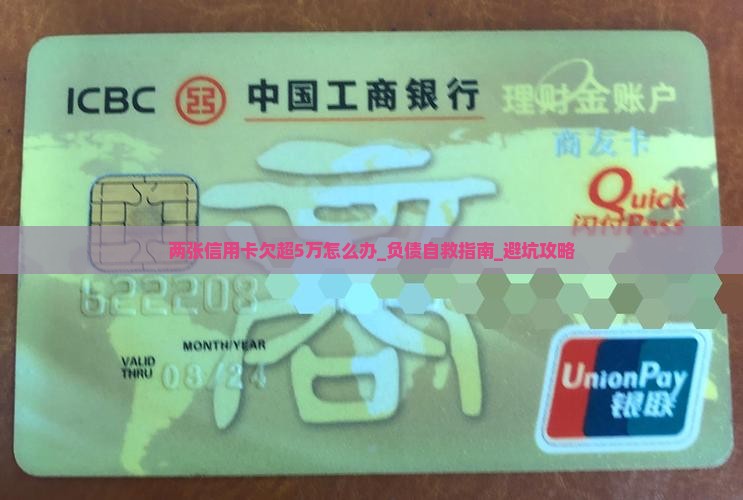 ICBC 中国工商银行 理财金账户
商友卡
Quick
闪付Pass
两张信用卡欠超5万怎么办_负债自救指南_避坑攻略
622208
MONTH/YEAR
VALID
THRU 03/24
UnionPay
银联